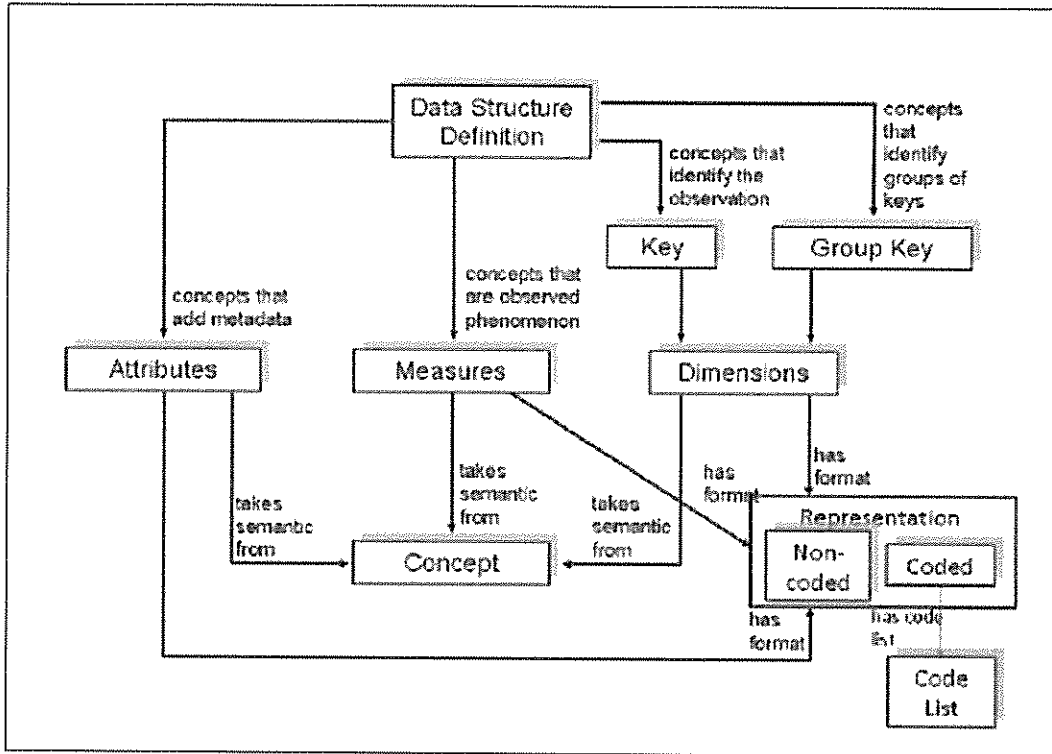 Data Structure
Definition
concepts
that
identify
groups of
keys
concepts that
identify the
observation
Key
Group Key
concepts that
add metadata
concepts that
are observed
phenomenon
Attributes
Measures
Dimensions
takes
semantic
from
takes
semantic
from
takes
semantic
from
has
format
has
format
Concept
Representation
Non-
coded
Coded
has
format
has code
list
Code
List